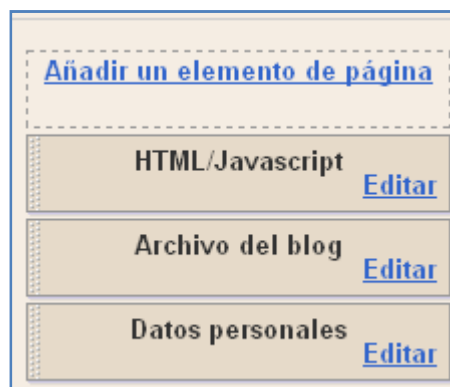 Añadir un elemento de página
HTML/Javascript
Editar
Archivo del blog
Editar
Datos personales
Editar